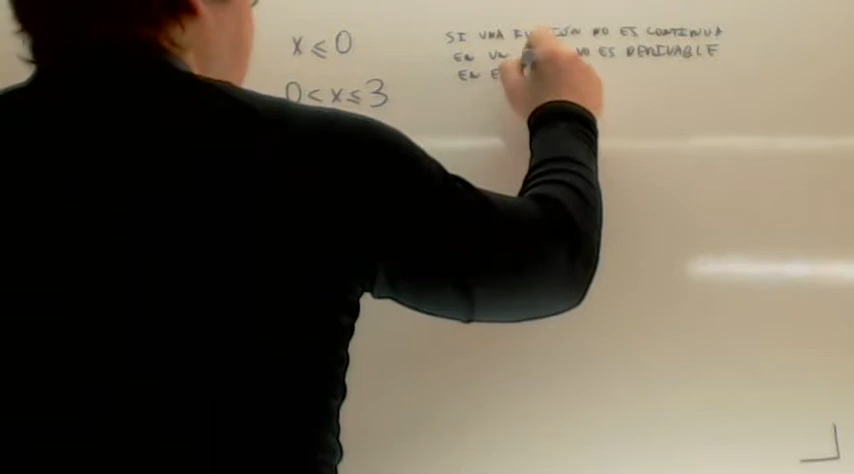 x ≤ 0
0 < x ≤ 3
SI UNA FUNCIÓN NO ES CONTINUA
EN UN NO ES DERIVABLE
EN E